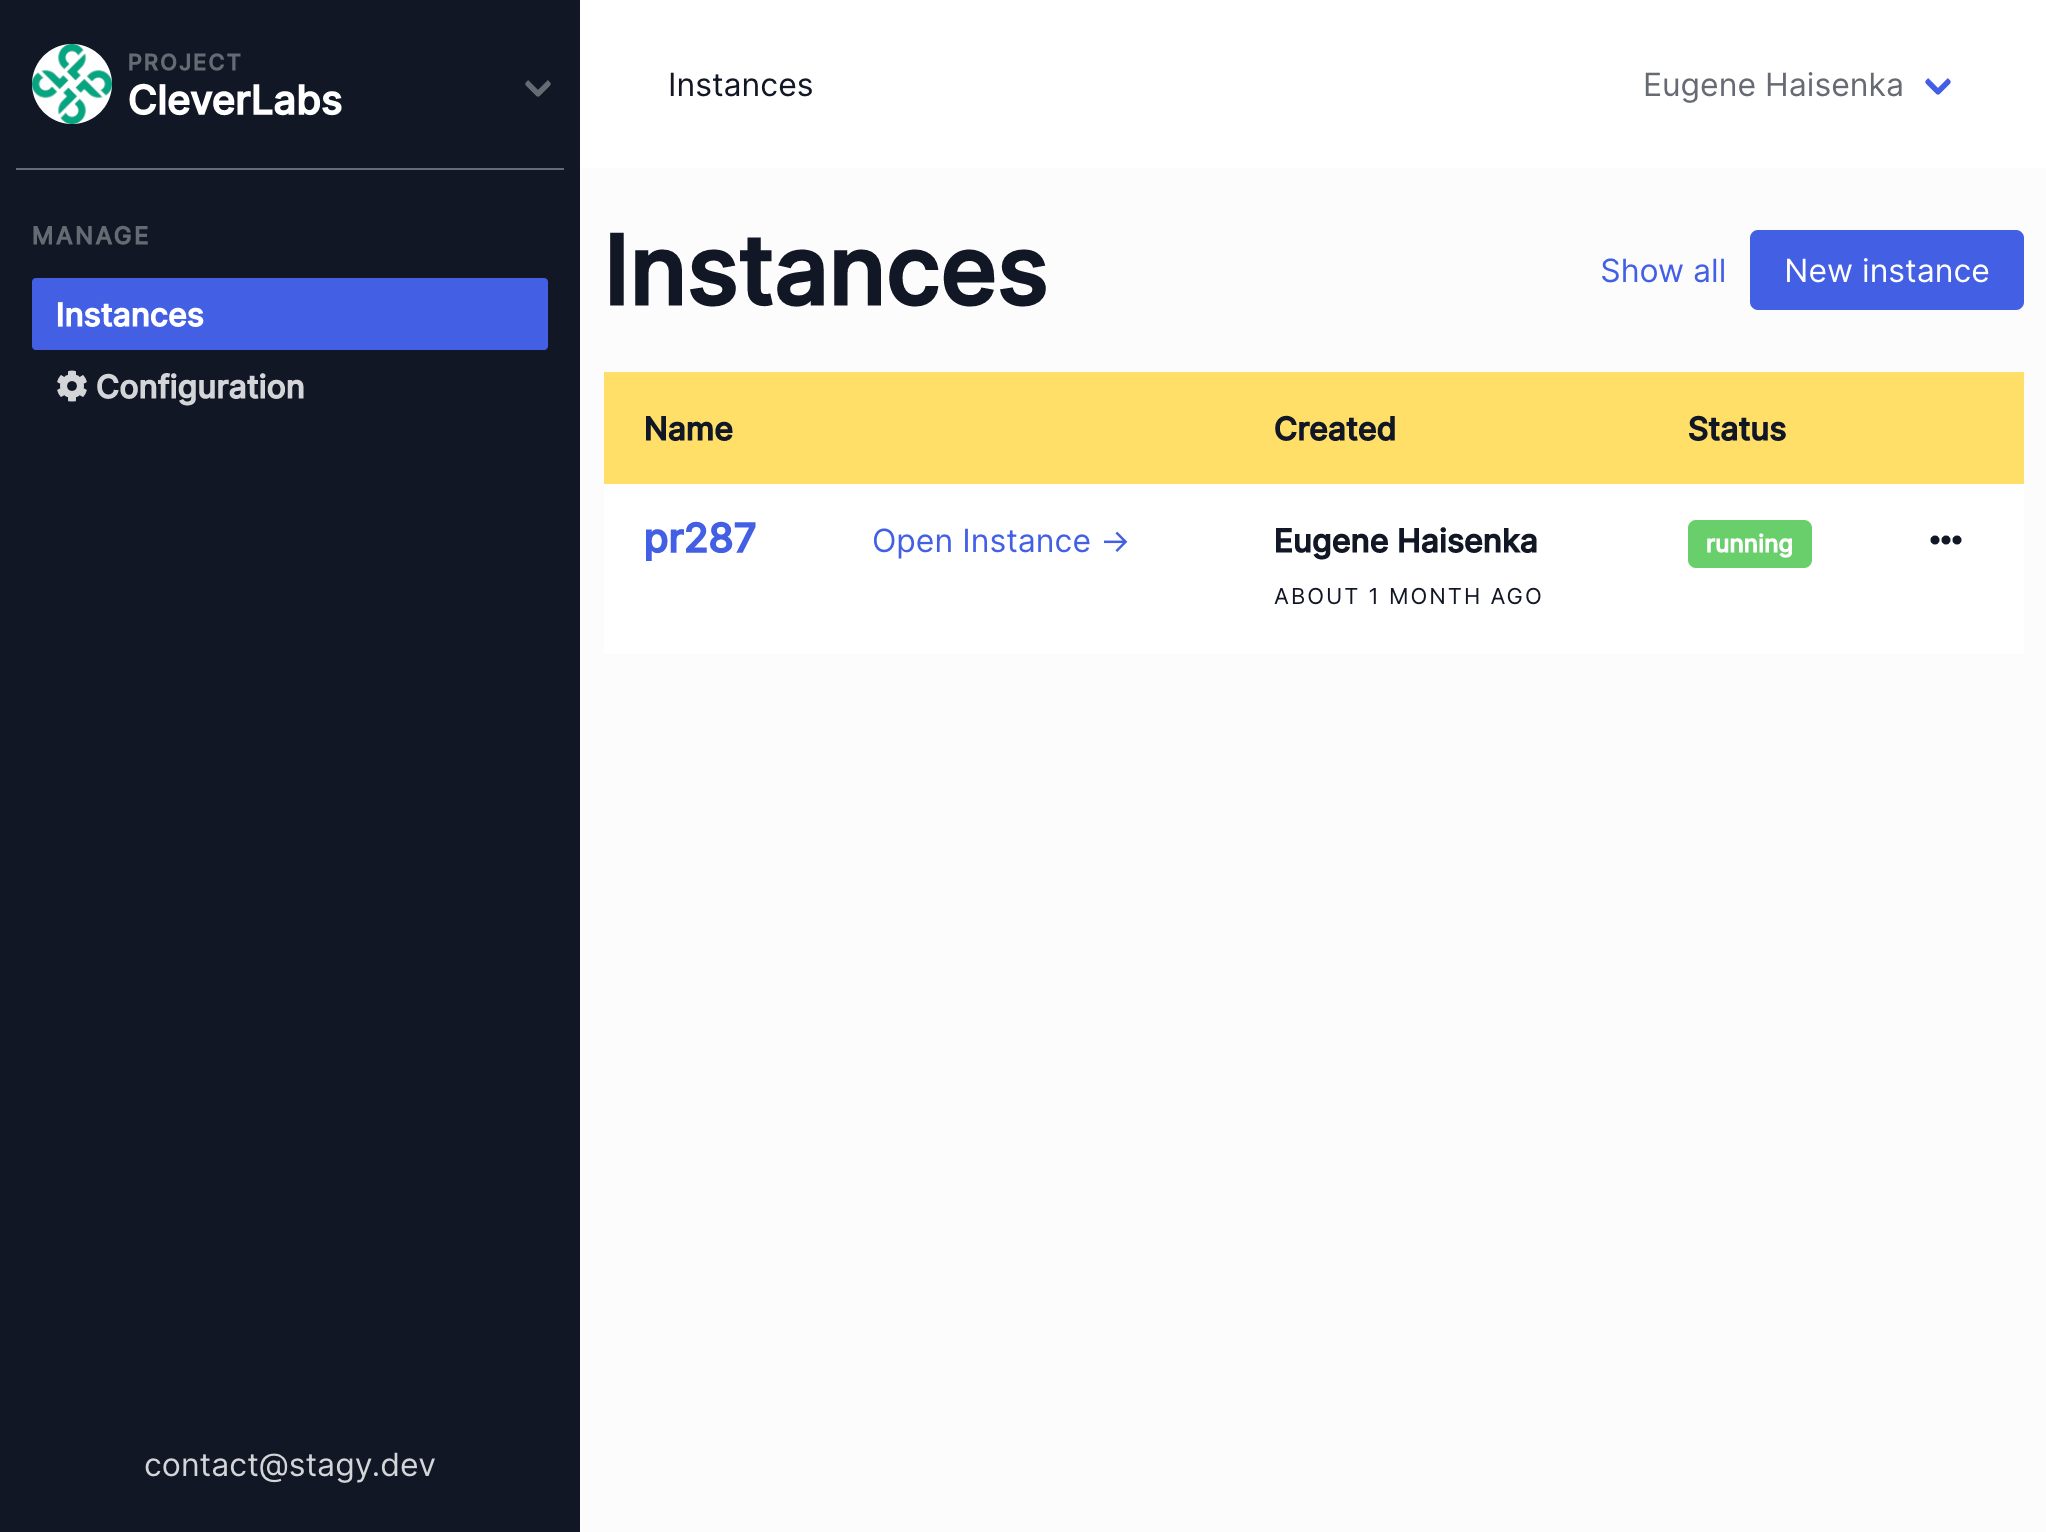 PROJECT
CleverLabs
MANAGE
Instances
Configuration
contact@stagy.dev
Instances
Eugene Haisenka
Instances
Show all
New instance
Name Created Status
pr287 Open Instance → Eugene Haisenka running •••
ABOUT 1 MONTH AGO